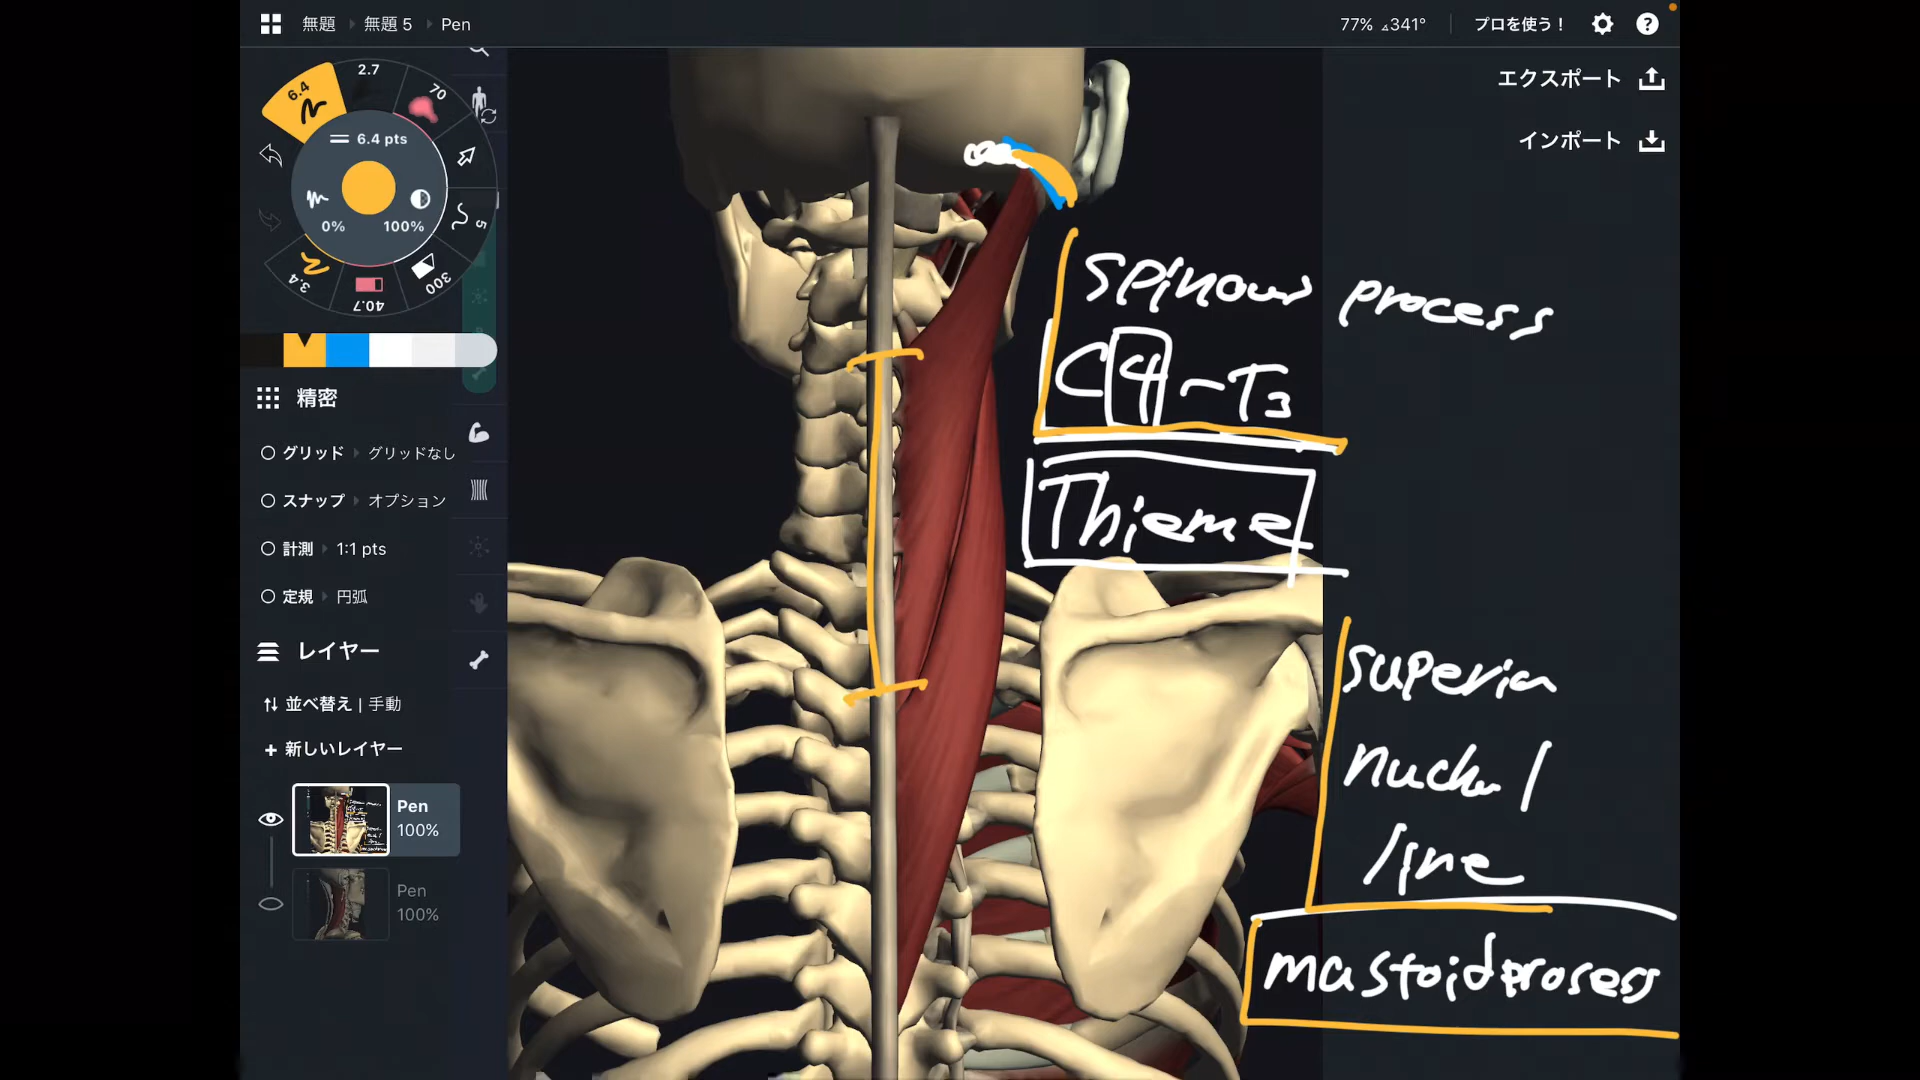 無題 無題 5 Pen
77% ⊿341° プロを使う！
エクスポート
インポート
6.4
2.7
70
5
300
40.7
3.4
6.4 pts
0% 100%
精密
グリッド グリッドなし
スナップ オプション
計測 1:1 pts
定規 円弧
レイヤー
並べ替え | 手動
新しいレイヤー
Pen
100%
Pen
100%
spinous process
C4~T3
Thieme
superior
nuchal
line
mastoid prosess